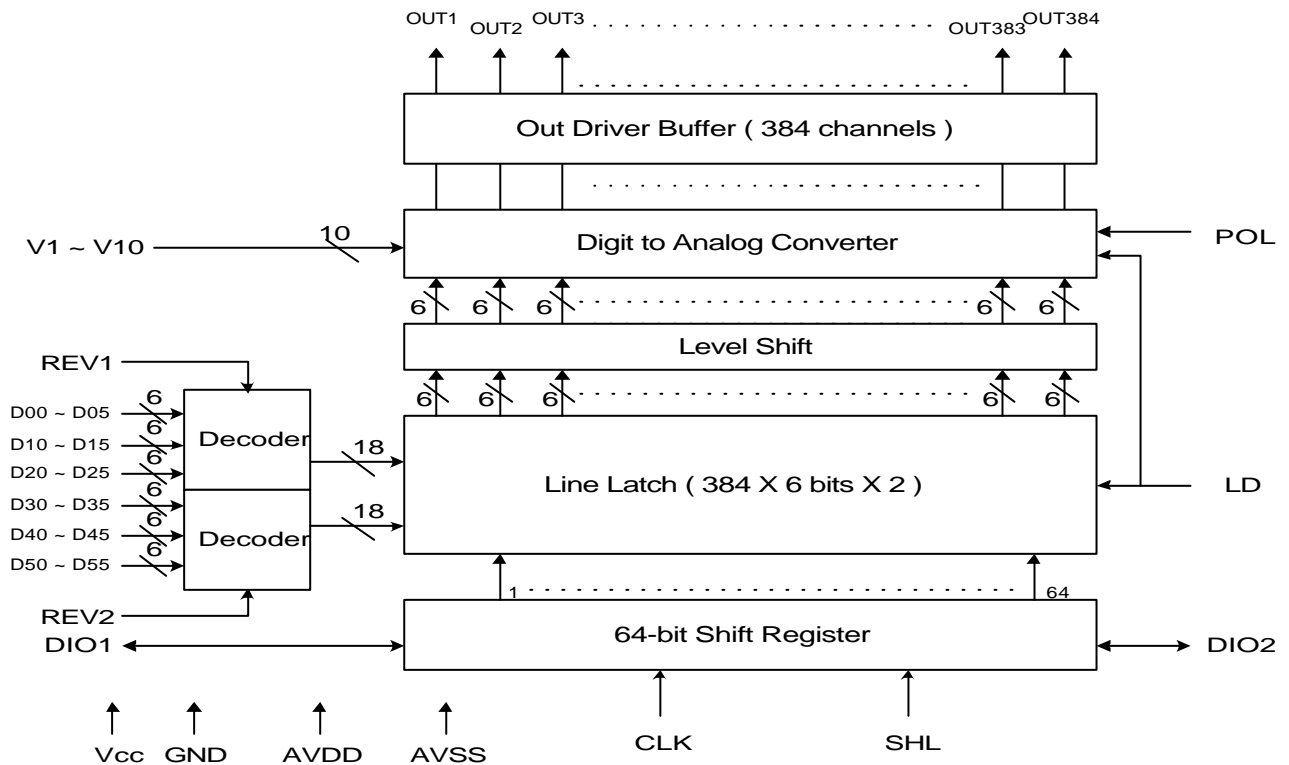 OUT1 OUT2 OUT3 OUT383 OUT384
Out Driver Buffer ( 384 channels )
V1 ~ V10 10 Digit to Analog Converter POL
6 6 6 6 6
Level Shift
REV1
6 6 6 6 6
D00 ~ D05 6
D10 ~ D15 6
D20 ~ D25 6
Decoder 18
Line Latch ( 384 X 6 bits X 2 ) LD
D30 ~ D35 6
D40 ~ D45 6
D50 ~ D55 6
Decoder 18
1 64
REV2
DIO1 64-bit Shift Register DIO2
Vcc GND AVDD AVSS CLK SHL